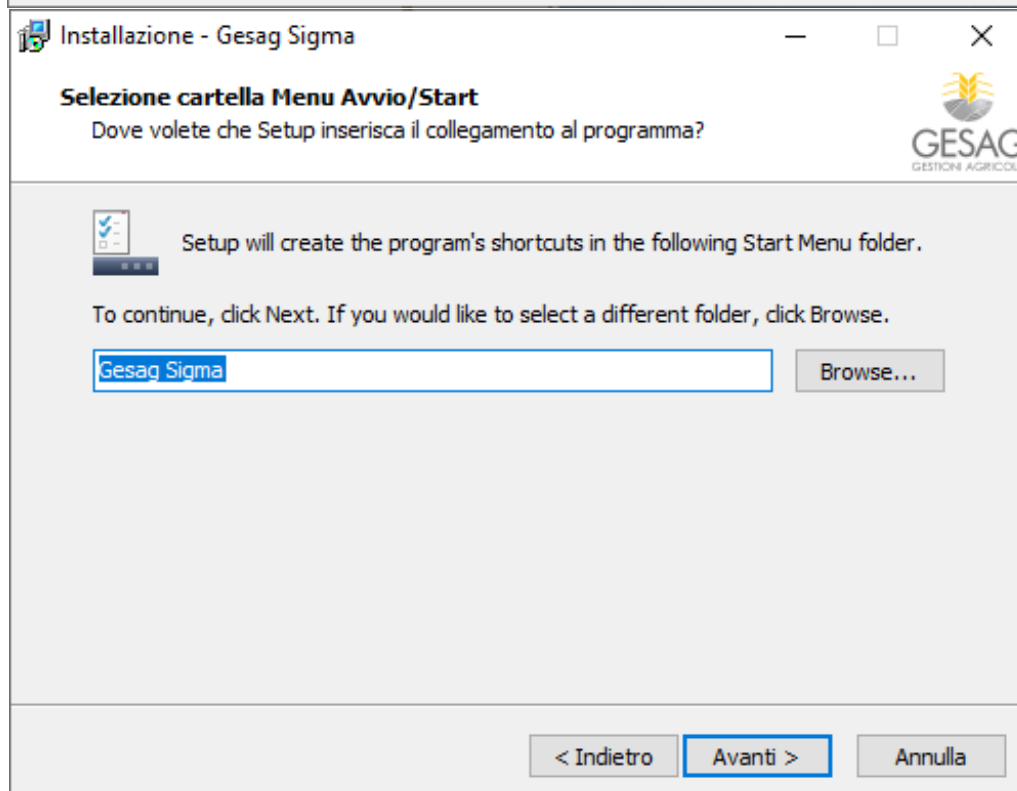 Installazione - Gesag Sigma
Selezione cartella Menu Avvio/Start
Dove volete che Setup inserisca il collegamento al programma?
GESAG
GESTIONI AGRICOL
Setup will create the program's shortcuts in the following Start Menu folder.
To continue, click Next. If you would like to select a different folder, click Browse.
Gesag Sigma
Browse...
< Indietro
Avanti >
Annulla